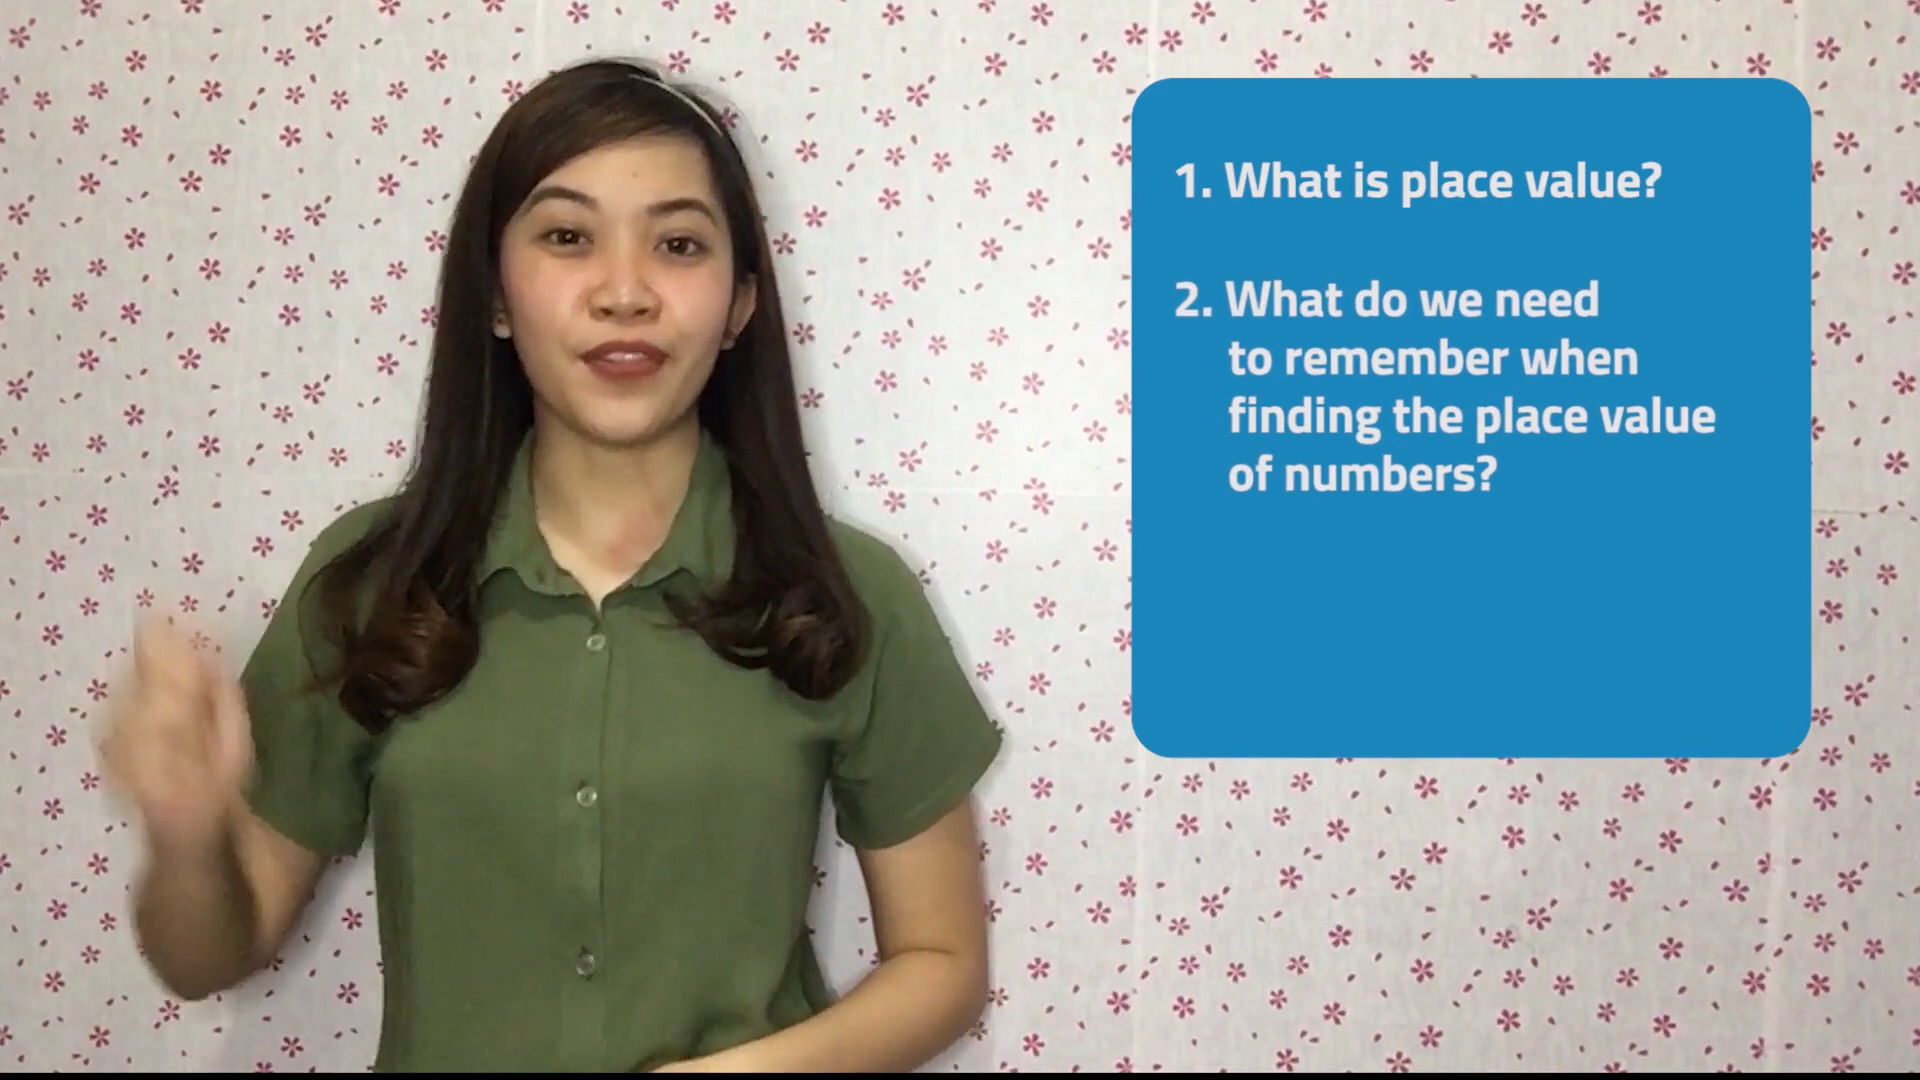 1. What is place value?
2. What do we need
to remember when
finding the place value
of numbers?